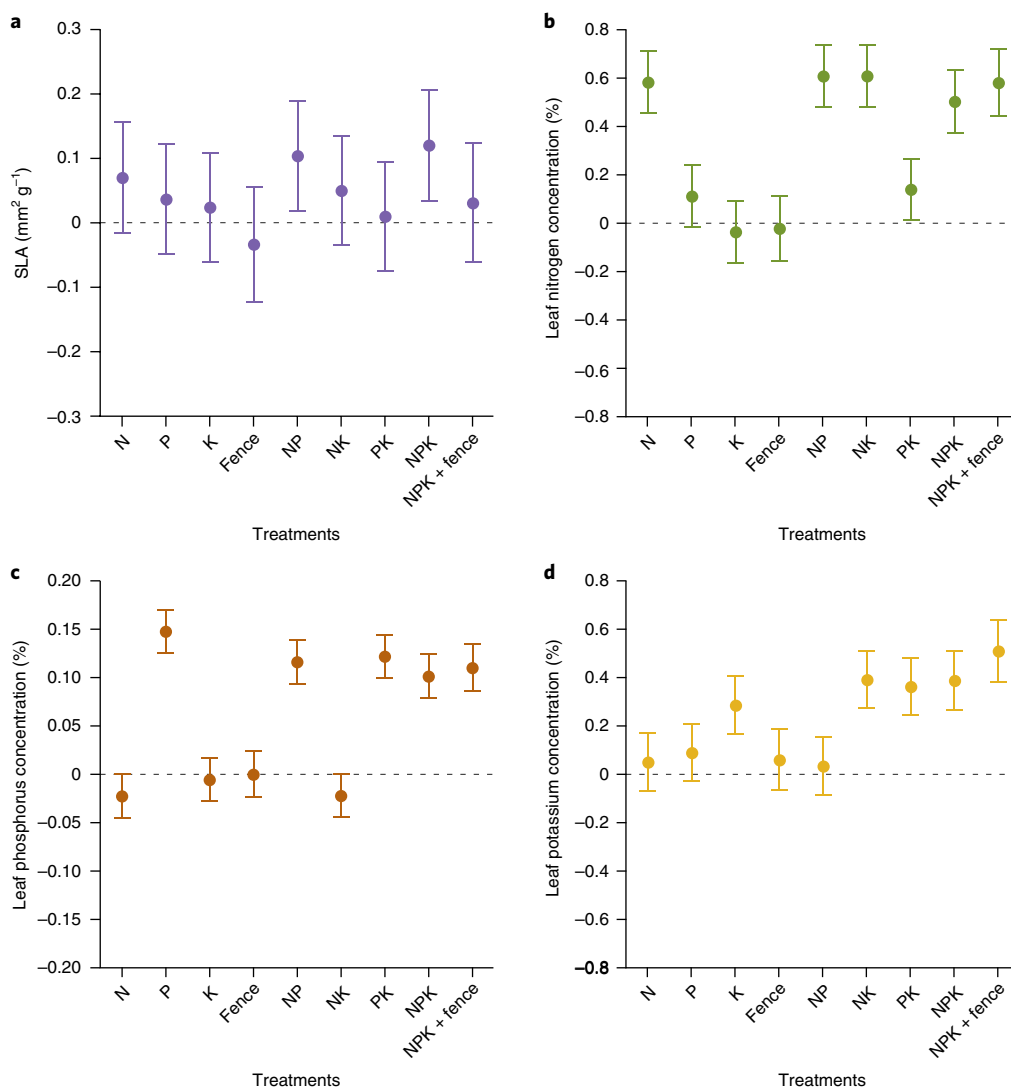 a
0.3
0.2
0.1
0
–0.1
–0.2
–0.3
SLA (mm² g⁻¹)
N
P
K
Fence
NP
NK
PK
NPK
NPK + fence
Treatments
b
0.8
0.6
0.4
0.2
0
–0.2
–0.4
–0.6
–0.8
Leaf nitrogen concentration (%)
N
P
K
Fence
NP
NK
PK
NPK
NPK + fence
Treatments
c
0.20
0.15
0.10
0.05
0
–0.05
–0.10
–0.15
–0.20
Leaf phosphorus concentration (%)
N
P
K
Fence
NP
NK
PK
NPK
NPK + fence
Treatments
d
0.8
0.6
0.4
0.2
0
–0.2
–0.4
–0.6
–0.8
Leaf potassium concentration (%)
N
P
K
Fence
NP
NK
PK
NPK
NPK + fence
Treatments